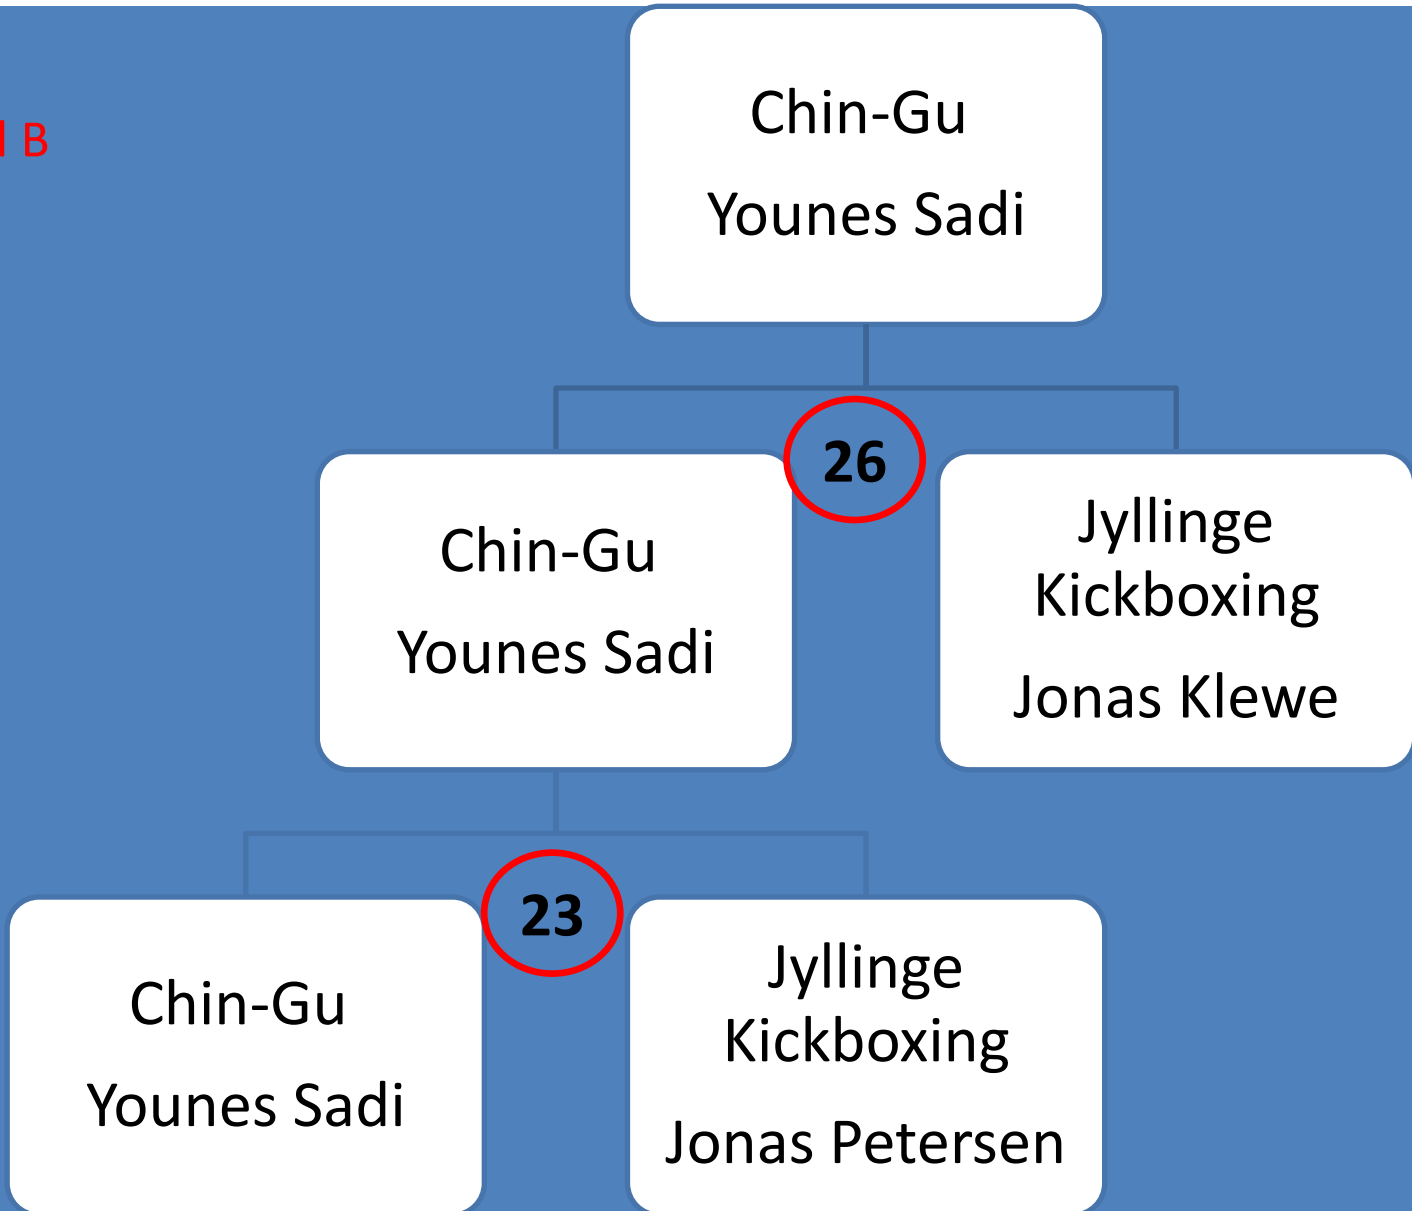 B
Chin-Gu
Younes Sadi
26
Chin-Gu
Younes Sadi
Jyllinge
Kickboxing
Jonas Klewe
23
Chin-Gu
Younes Sadi
Jyllinge
Kickboxing
Jonas Petersen